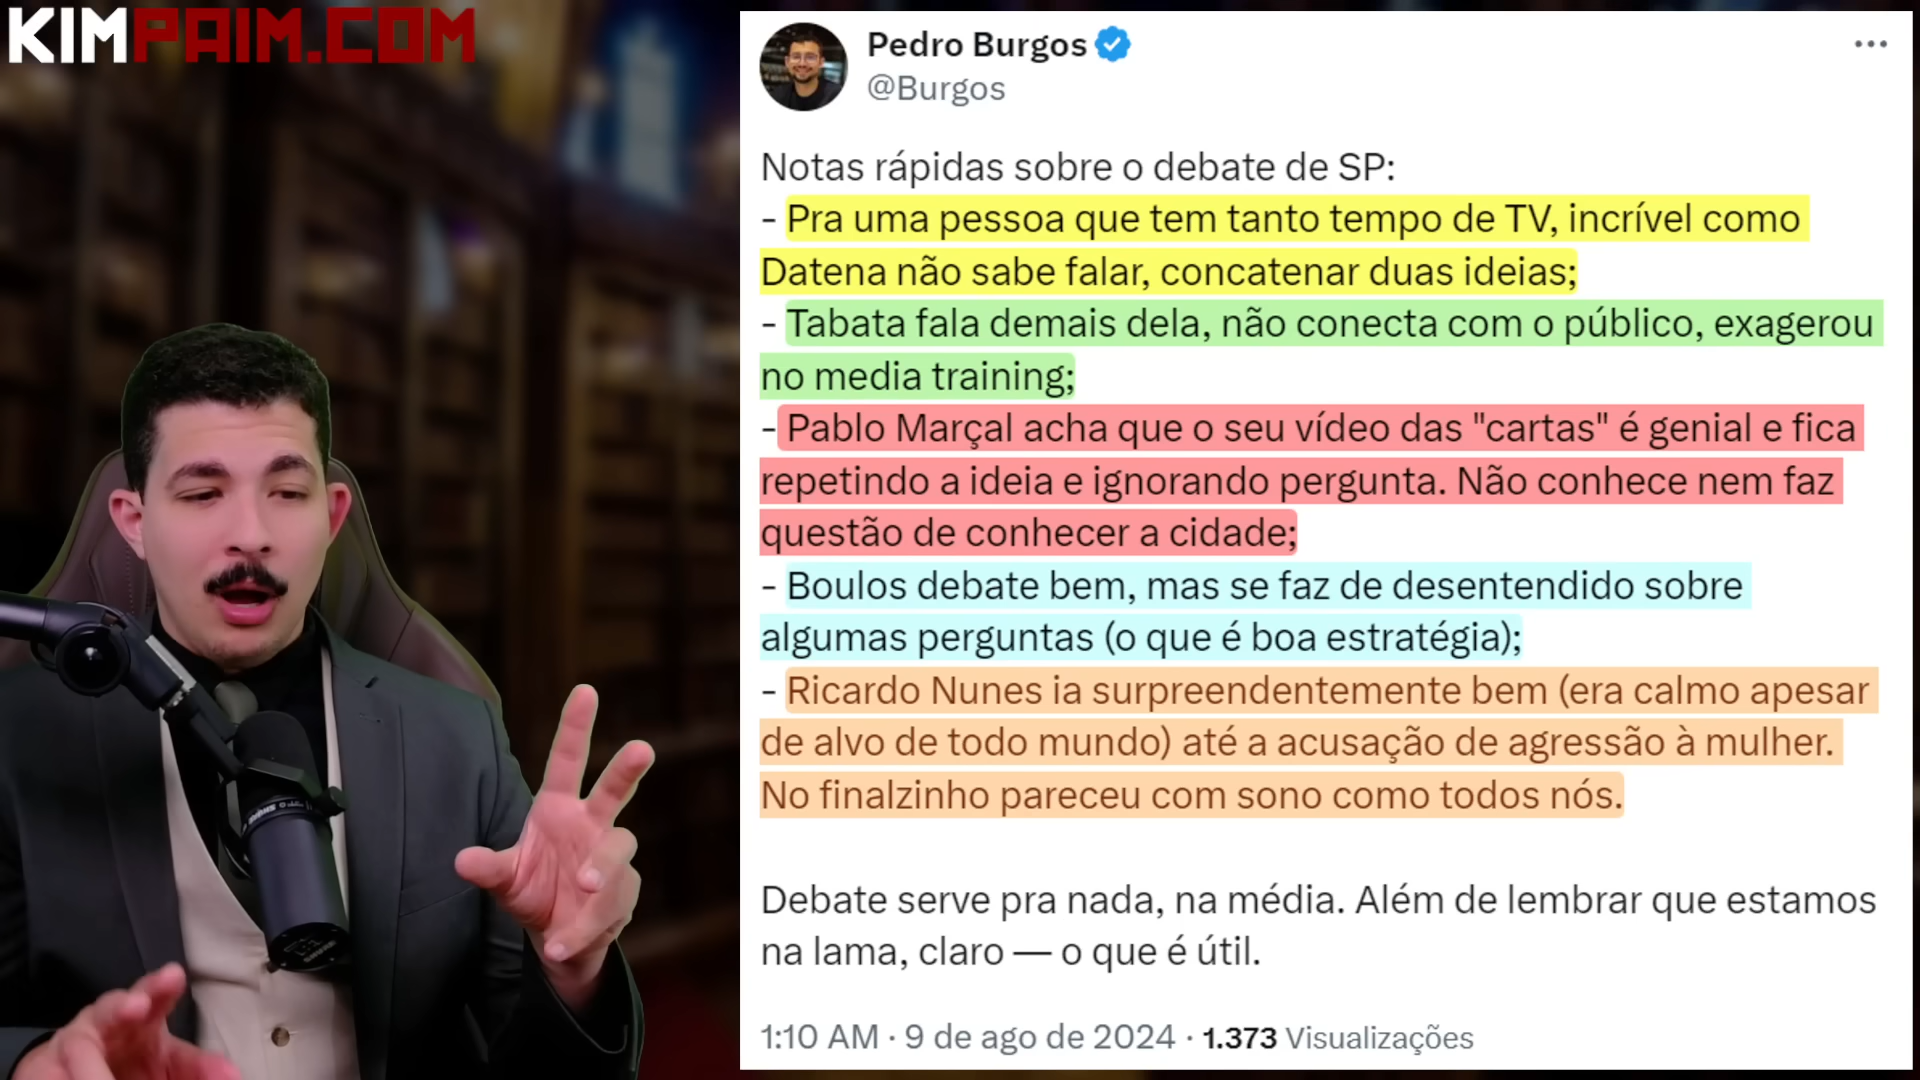 KIMPAIM.COM
Pedro Burgos
@Burgos
Notas rápidas sobre o debate de SP:
- Pra uma pessoa que tem tanto tempo de TV, incrível como
Datena não sabe falar, concatenar duas ideias;
- Tabata fala demais dela, não conecta com o público, exagerou
no media training;
- Pablo Marçal acha que o seu vídeo das "cartas" é genial e fica
repetindo a ideia e ignorando pergunta. Não conhece nem faz
questão de conhecer a cidade;
- Boulos debate bem, mas se faz de desentendido sobre
algumas perguntas (o que é boa estratégia);
- Ricardo Nunes ia surpreendentemente bem (era calmo apesar
de alvo de todo mundo) até a acusação de agressão à mulher.
No finalzinho pareceu com sono como todos nós.
Debate serve pra nada, na média. Além de lembrar que estamos
na lama, claro — o que é útil.
1:10 AM · 9 de ago de 2024 · 1.373 Visualizações